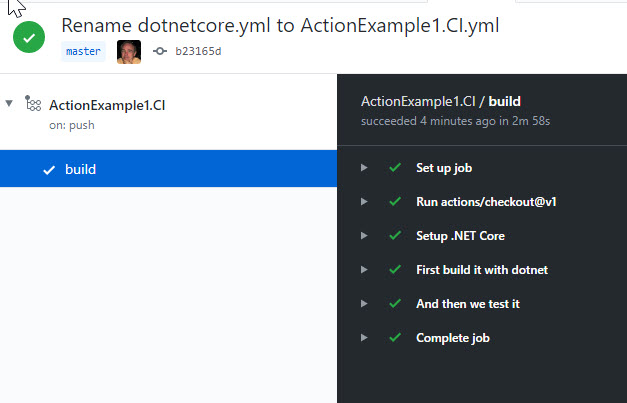 Rename dotnetcore.yml to ActionExample1.CI.yml
master b23165d
ActionExample1.CI
on: push
build
ActionExample1.CI / build
succeeded 4 minutes ago in 2m 58s
Set up job
Run actions/checkout@v1
Setup .NET Core
First build it with dotnet
And then we test it
Complete job